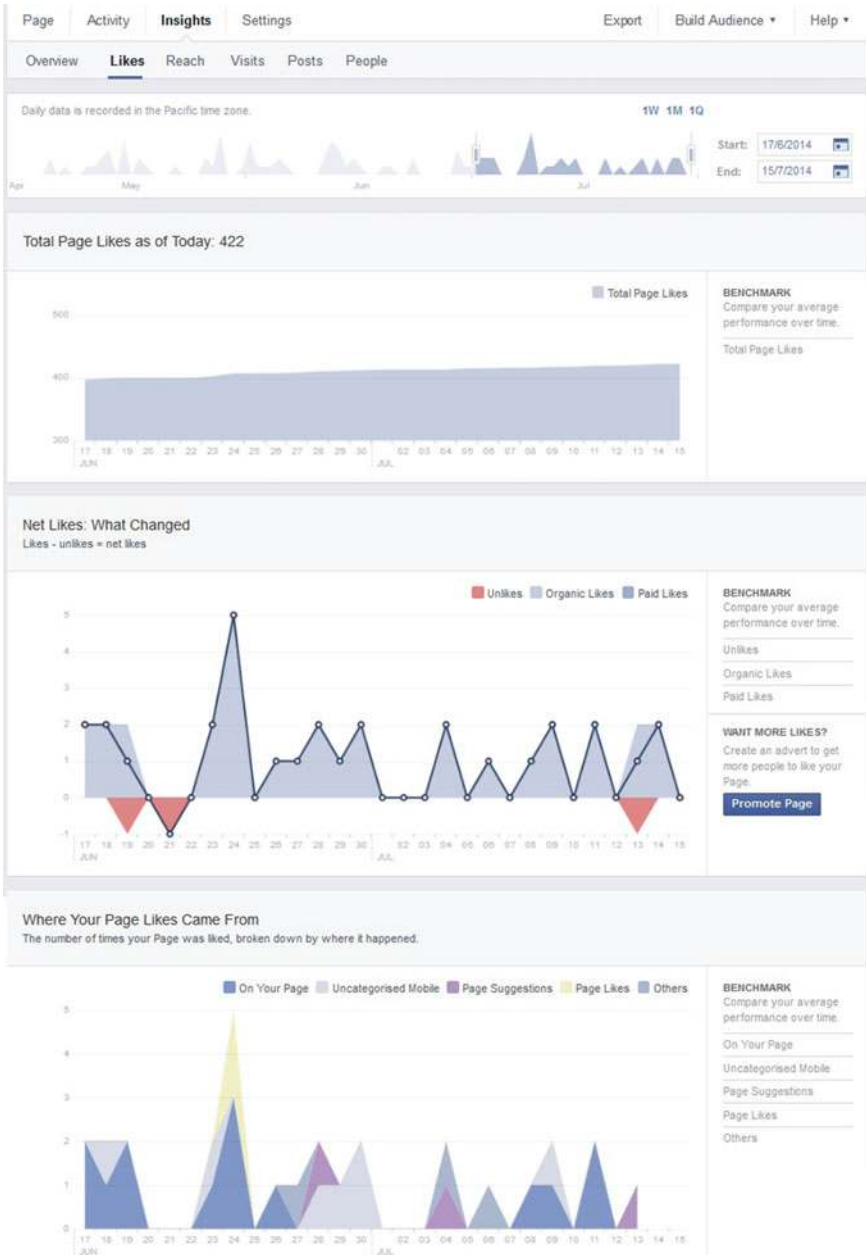 Page Activity Insights Settings Export Build Audience Help
Overview Likes Reach Visits Posts People
Daily data is recorded in the Pacific time zone.
1W 1M 1Q
Start: 17/6/2014
End: 15/7/2014
Apr May Jun Jul
Total Page Likes as of Today: 422
Total Page Likes
500
400
300
17 18 19 20 21 22 23 24 25 26 27 28 29 30 02 03 04 05 06 07 08 09 10 11 12 13 14 15
JUN JUL
BENCHMARK
Compare your average
performance over time.
Total Page Likes
Net Likes: What Changed
Likes - unlikes = net likes
Unlikes Organic Likes Paid Likes
5
4
3
2
1
0
-1
17 18 19 20 21 22 23 24 25 26 27 28 29 30 02 03 04 05 06 07 08 09 10 11 12 13 14 15
JUN JUL
BENCHMARK
Compare your average
performance over time.
Unlikes
Organic Likes
Paid Likes
WANT MORE LIKES?
Create an advert to get
more people to like your
Page.
Promote Page
Where Your Page Likes Came From
The number of times your Page was liked, broken down by where it happened.
On Your Page Uncategorised Mobile Page Suggestions Page Likes Others
5
4
3
2
1
0
17 18 19 20 21 22 23 24 25 26 27 28 29 30 02 03 04 05 06 07 08 09 10 11 12 13 14 15
JUN JUL
BENCHMARK
Compare your average
performance over time.
On Your Page
Uncategorised Mobile
Page Suggestions
Page Likes
Others